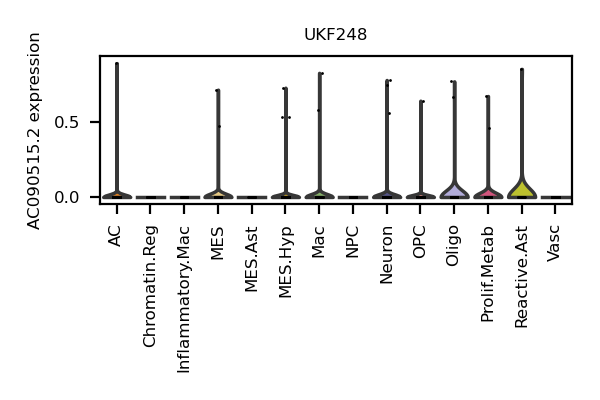 UKF248
AC090515.2 expression
0.5
0.0
AC
Chromatin.Reg
Inflammatory.Mac
MES
MES.Ast
MES.Hyp
Mac
NPC
Neuron
OPC
Oligo
Prolif.Metab
Reactive.Ast
Vasc